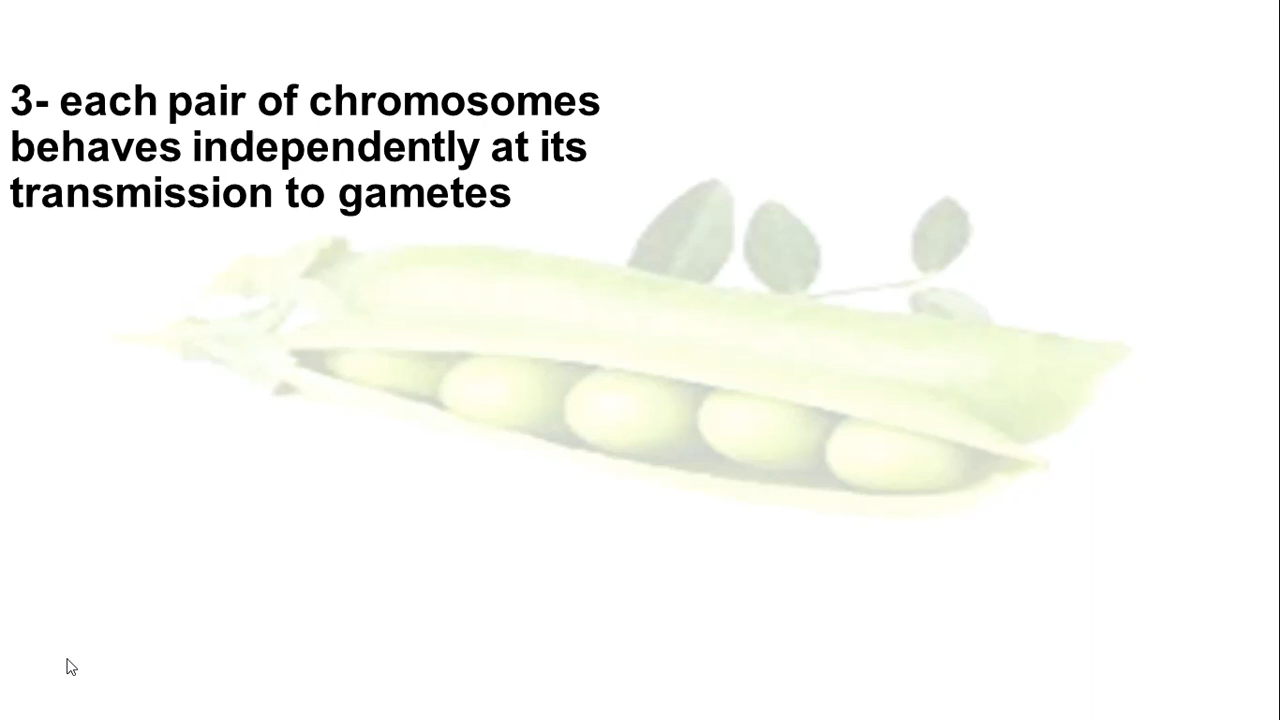 3- each pair of chromosomes
behaves independently at its
transmission to gametes